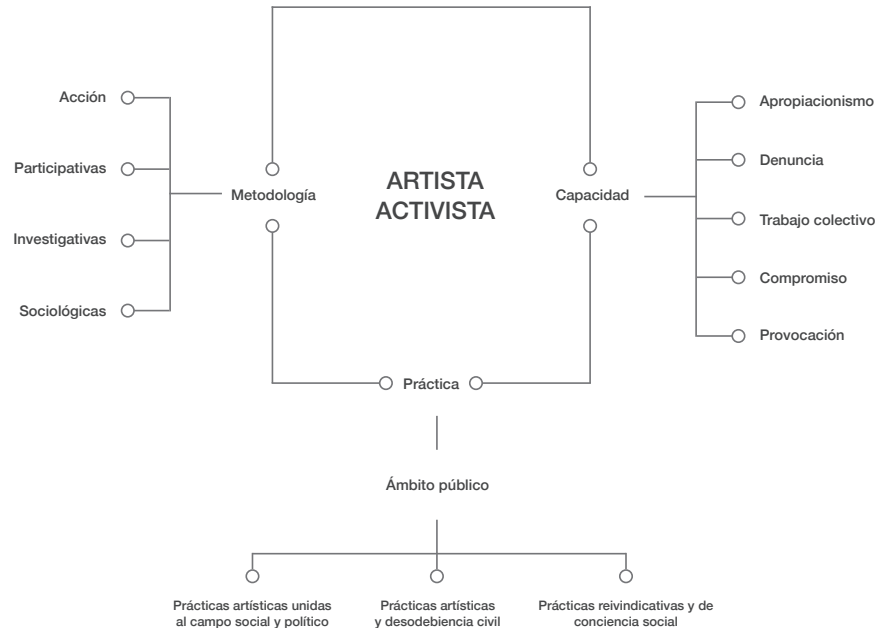 ARTISTA
ACTIVISTA
Metodología
Acción
Participativas
Investigativas
Sociológicas
Capacidad
Apropiacionismo
Denuncia
Trabajo colectivo
Compromiso
Provocación
Práctica
Ámbito público
Prácticas artísticas unidas
al campo social y político
Prácticas artísticas
y desodebiencia civil
Prácticas reivindicativas y de
conciencia social